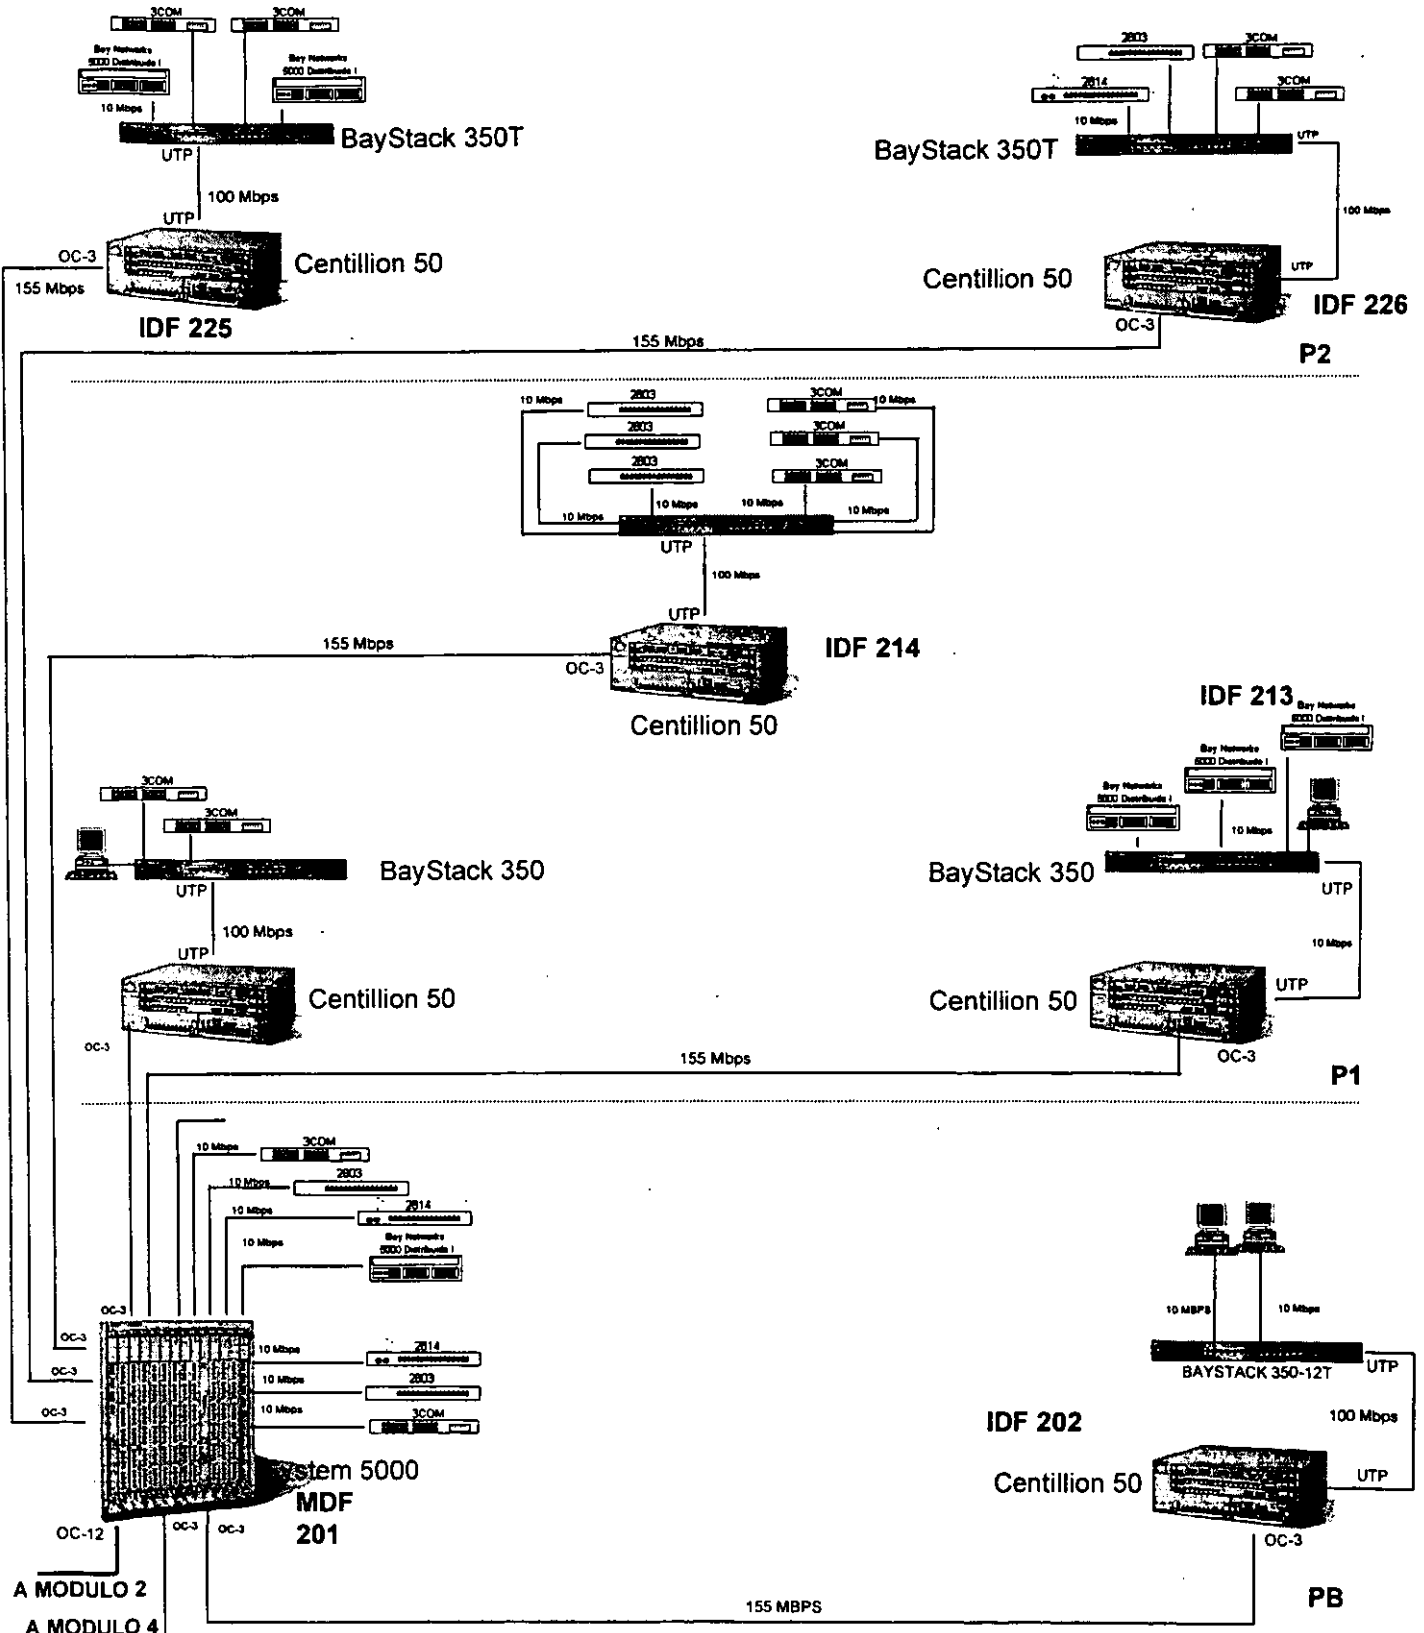 3COM
3COM
Bay Networks
5000 Distribuido I
Bay Networks
5000 Distribuido I
10 Mbps
BayStack 350T
UTP
100 Mbps
UTP
OC-3
155 Mbps
Centillion 50
IDF 225
2803
3COM
2814
3COM
10 Mbps
BayStack 350T
UTP
100 Mbps
UTP
Centillion 50
IDF 226
OC-3
155 Mbps
P2
10 Mbps
2803
3COM
10 Mbps
2803
3COM
2803
3COM
10 Mbps
10 Mbps
10 Mbps
10 Mbps
UTP
100 Mbps
UTP
155 Mbps
OC-3
IDF 214
Centillion 50
IDF 213
Bay Networks
5000 Distribuido I
Bay Networks
5000 Distribuido I
Bay Networks
5000 Distribuido I
10 Mbps
3COM
3COM
BayStack 350
UTP
100 Mbps
UTP
Centillion 50
OC-3
BayStack 350
UTP
10 Mbps
UTP
Centillion 50
OC-3
155 Mbps
P1
10 Mbps
3COM
10 Mbps
2803
10 Mbps
2814
10 Mbps
Bay Networks
5000 Distribuido I
OC-3
OC-3
OC-3
OC-3
10 Mbps
2814
10 Mbps
2803
10 Mbps
3COM
stem 5000
MDF
201
OC-12
OC-3
OC-3
A MODULO 2
A MODULO 4
10 MBPS
10 Mbps
BAYSTACK 350-12T
UTP
100 Mbps
IDF 202
Centillion 50
UTP
OC-3
155 MBPS
PB